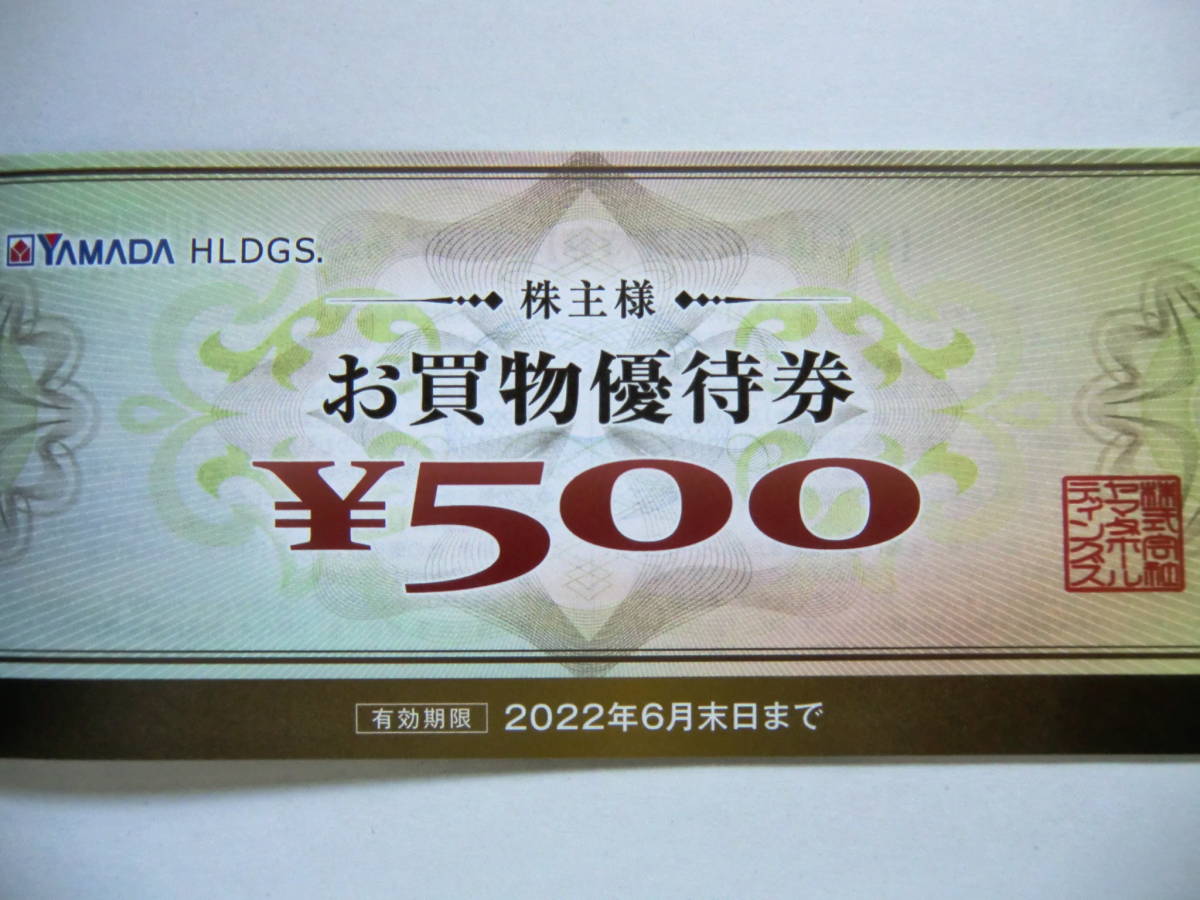 YAMADA HLDGS.
株主様
お買物優待券
¥500
株式会社
ヤマダホール
ディングス
有効期限 2022年6月末日まで